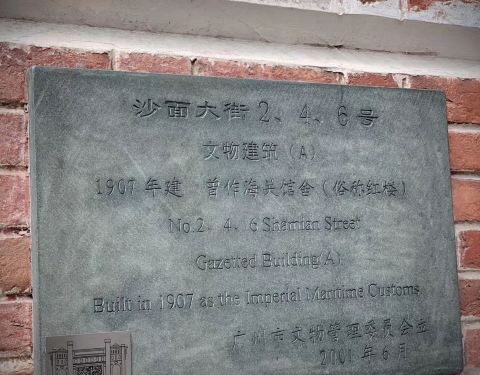 沙面大街2、4、6号
文物建筑（A）
1907年建 曾作海关馆舍（俗称红楼）
No.2、4、6 Shamian Street
Gazetted Building(A)
Built in 1907 as the Imperial Maritime Customs
广州市文物管理委员会立
2001年6月